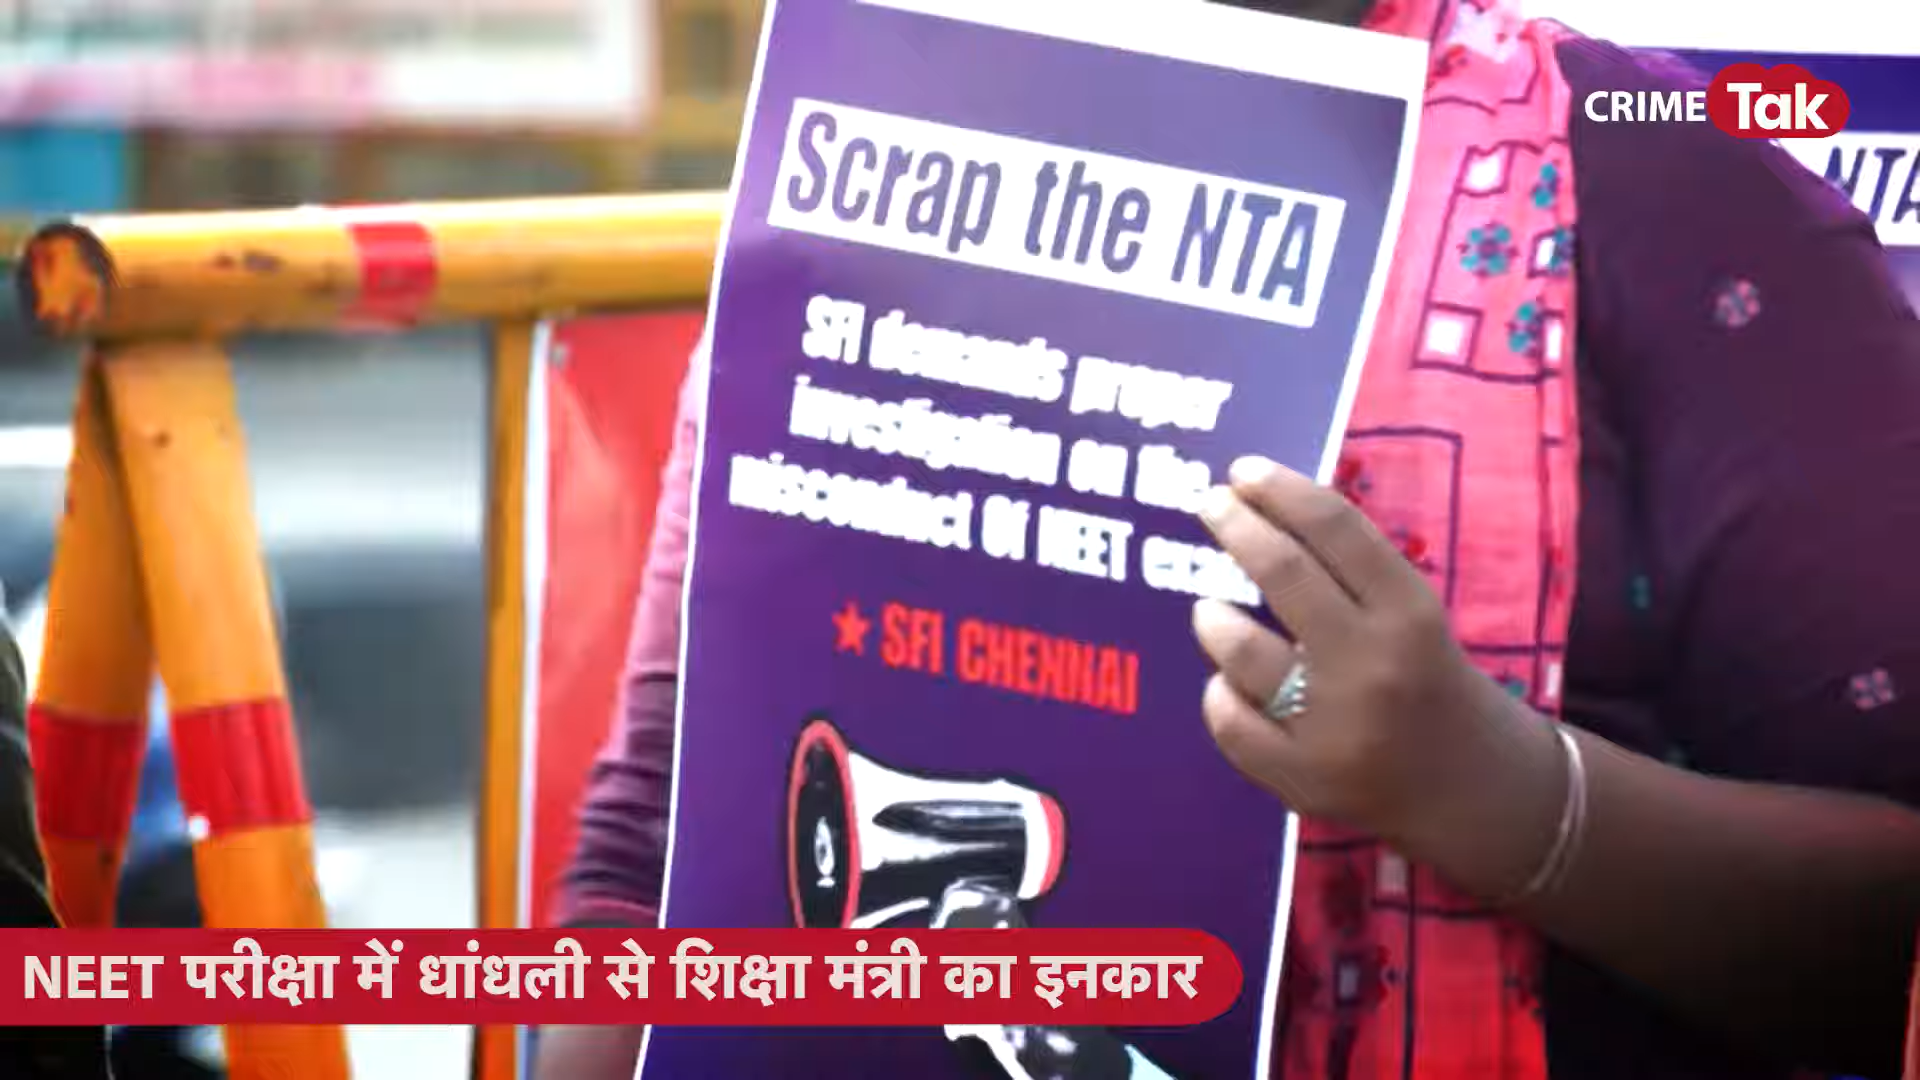 CRIME Tak
Scrap the NTA
NTA
SFI demands proper
investigation on the
misconduct Of NEET
★ SFI CHENNAI
NEET परीक्षा में धांधली से शिक्षा मंत्री का इनकार